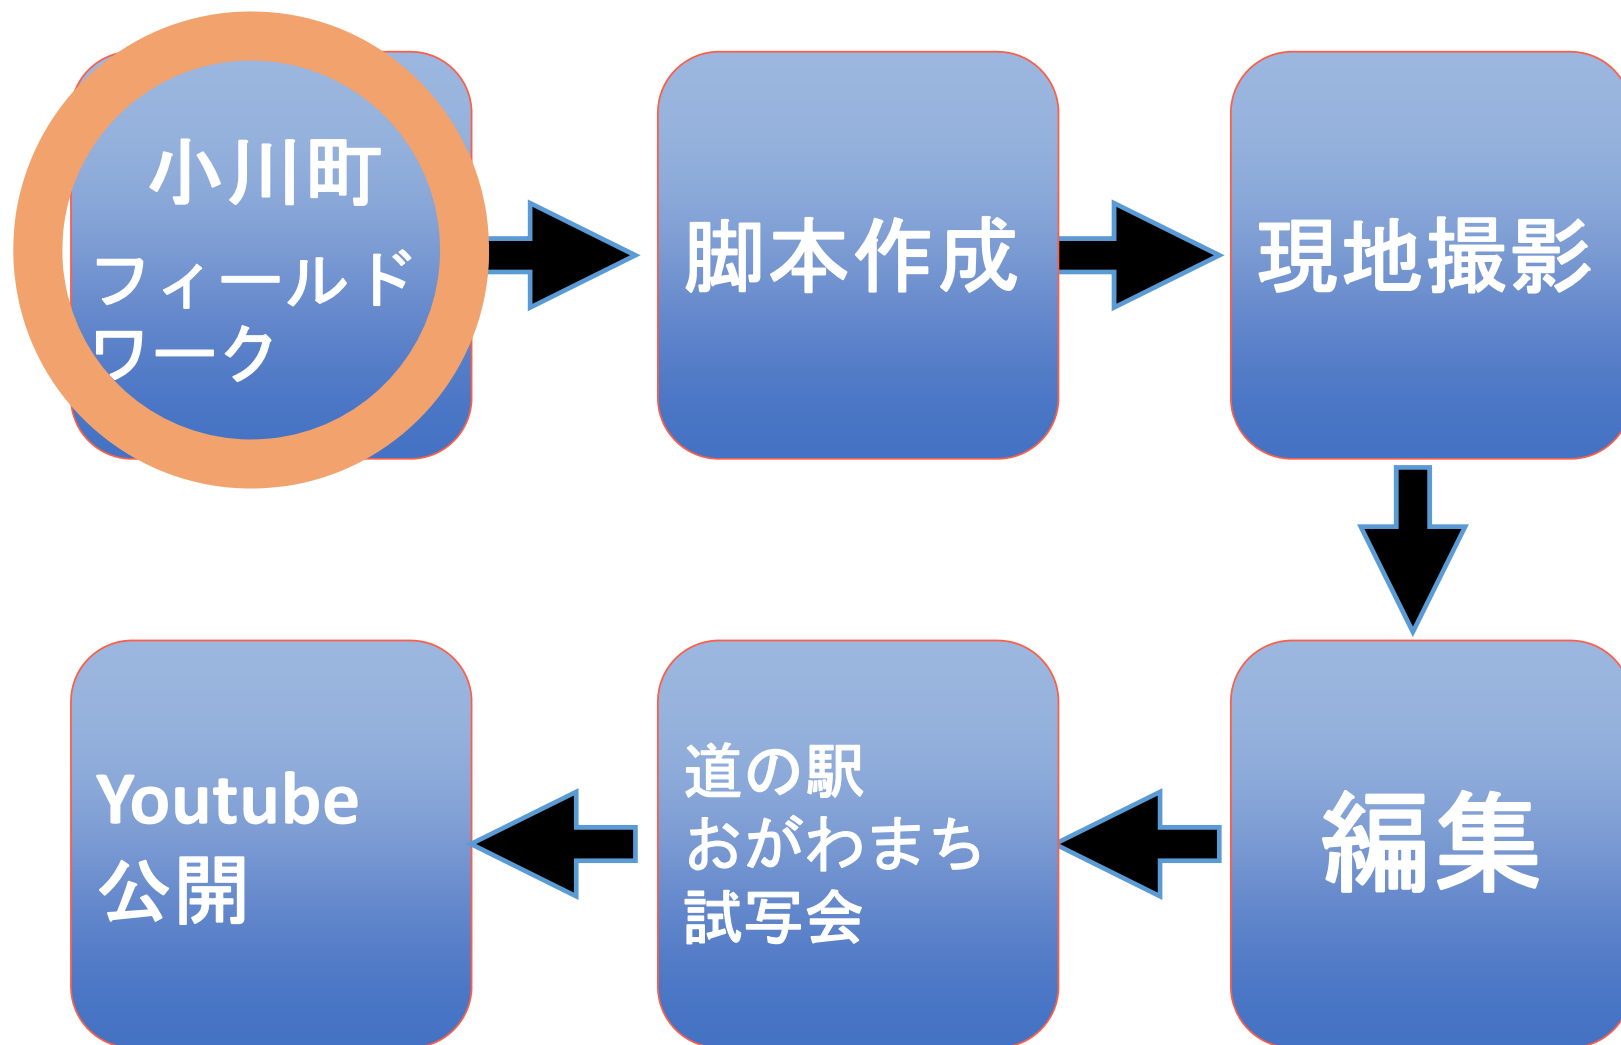 小川町
フィールド
ワーク
脚本作成
現地撮影
編集
道の駅
おがわまち
試写会
Youtube
公開